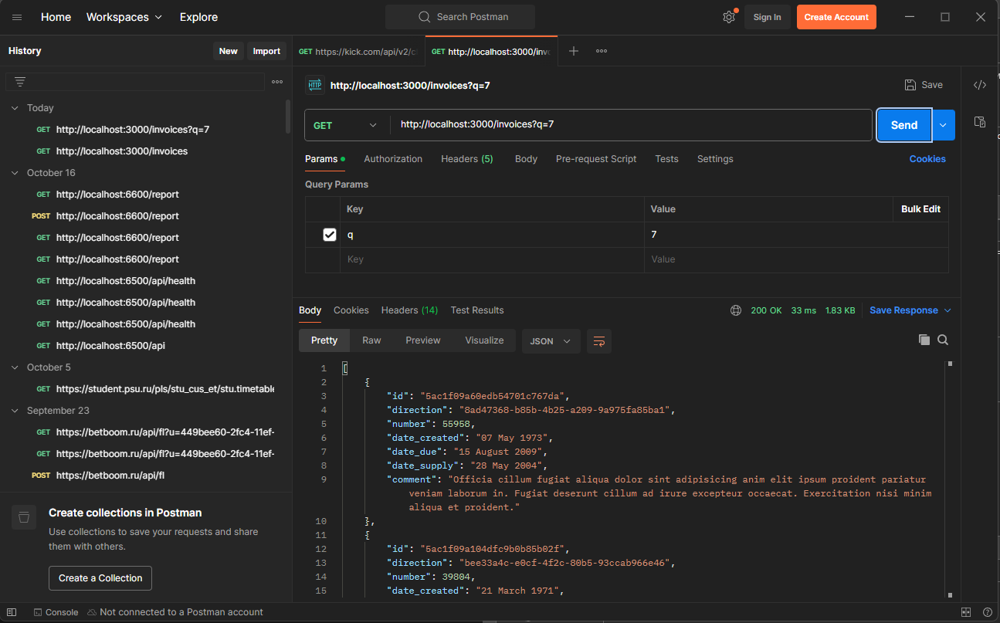 Home Workspaces Explore
Search Postman
Sign In
Create Account
History
New
Import
Today
GET http://localhost:3000/invoices?q=7
GET http://localhost:3000/invoices
October 16
GET http://localhost:6600/report
POST http://localhost:6600/report
GET http://localhost:6600/report
GET http://localhost:6600/report
GET http://localhost:6500/api/health
GET http://localhost:6500/api/health
GET http://localhost:6500/api/health
GET http://localhost:6500/api
October 5
GET https://student.psu.ru/pls/stu_cus_et/stu.timetable
September 23
GET https://betboom.ru/api/fl?u=449bee60-2fc4-11ef-
GET https://betboom.ru/api/fl?u=449bee60-2fc4-11ef-
POST https://betboom.ru/api/fl
Create collections in Postman
Use collections to save your requests and share
them with others.
Create a Collection
GET https://kick.com/api/v2/c
GET http://localhost:3000/inv
HTTP http://localhost:3000/invoices?q=7
Save
GET http://localhost:3000/invoices?q=7
Send
Params Authorization Headers (5) Body Pre-request Script Tests Settings Cookies
Query Params
Key Value Bulk Edit
q 7
Key Value
Body Cookies Headers (14) Test Results 200 OK 33 ms 1.83 KB Save Response
Pretty Raw Preview Visualize JSON
1 [
2 {
3 "id": "5ac1f09a60edb54701c767da",
4 "direction": "8ad47368-b85b-4b25-a209-9a975fa85ba1",
5 "number": 55958,
6 "date_created": "07 May 1973",
7 "date_due": "15 August 2009",
8 "date_supply": "28 May 2004",
9 "comment": "Officia cillum fugiat aliqua dolor sint adipisicing anim elit ipsum proident pariatur
veniam laborum in. Fugiat deserunt cillum ad irure excepteur occaecat. Exercitation nisi minim
aliqua et proident."
10 },
11 {
12 "id": "5ac1f09a104dfc9b0b85b02f",
13 "direction": "bee33a4c-e0cf-4f2c-80b5-93ccab966e46",
14 "number": 39804,
15 "date_created": "21 March 1971",
Console Not connected to a Postman account